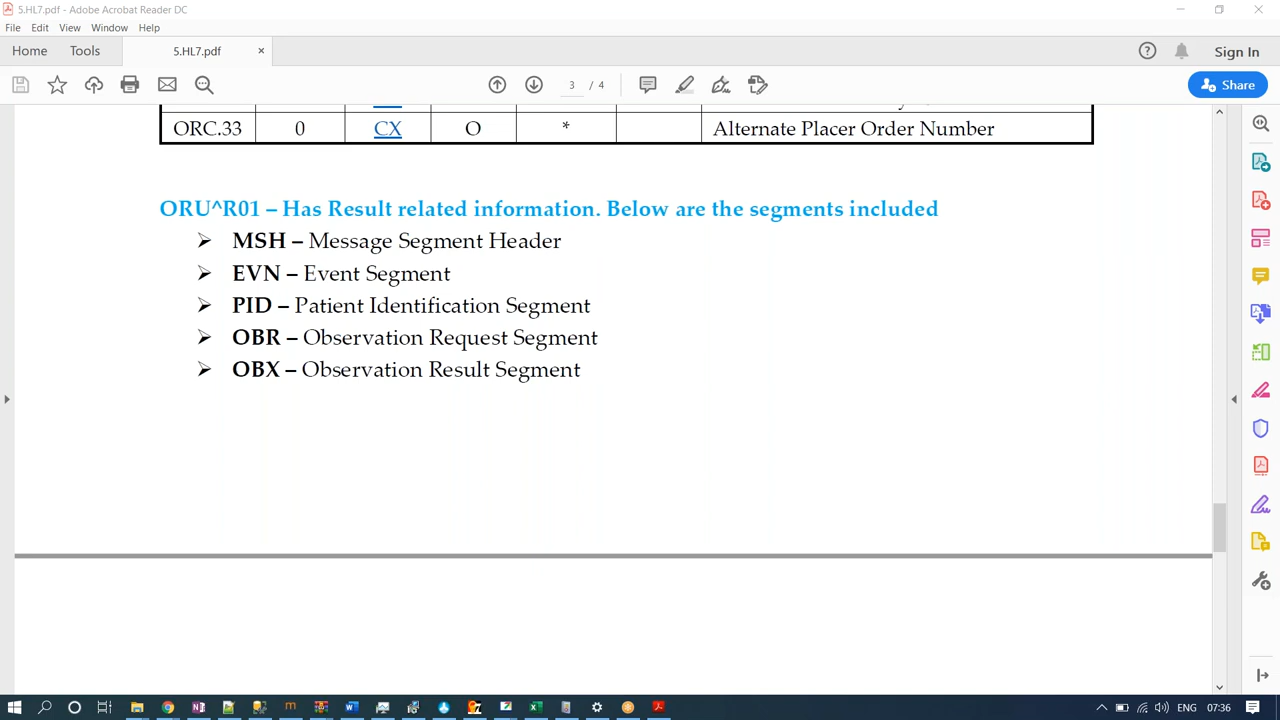 5.HL7.pdf - Adobe Acrobat Reader DC
File Edit View Window Help
Home Tools 5.HL7.pdf × Sign In
3 / 4 Share
ORC.33 0 CX O * Alternate Placer Order Number
ORU^R01 – Has Result related information. Below are the segments included
➢ MSH – Message Segment Header
➢ EVN – Event Segment
➢ PID – Patient Identification Segment
➢ OBR – Observation Request Segment
➢ OBX – Observation Result Segment
ENG 07:36